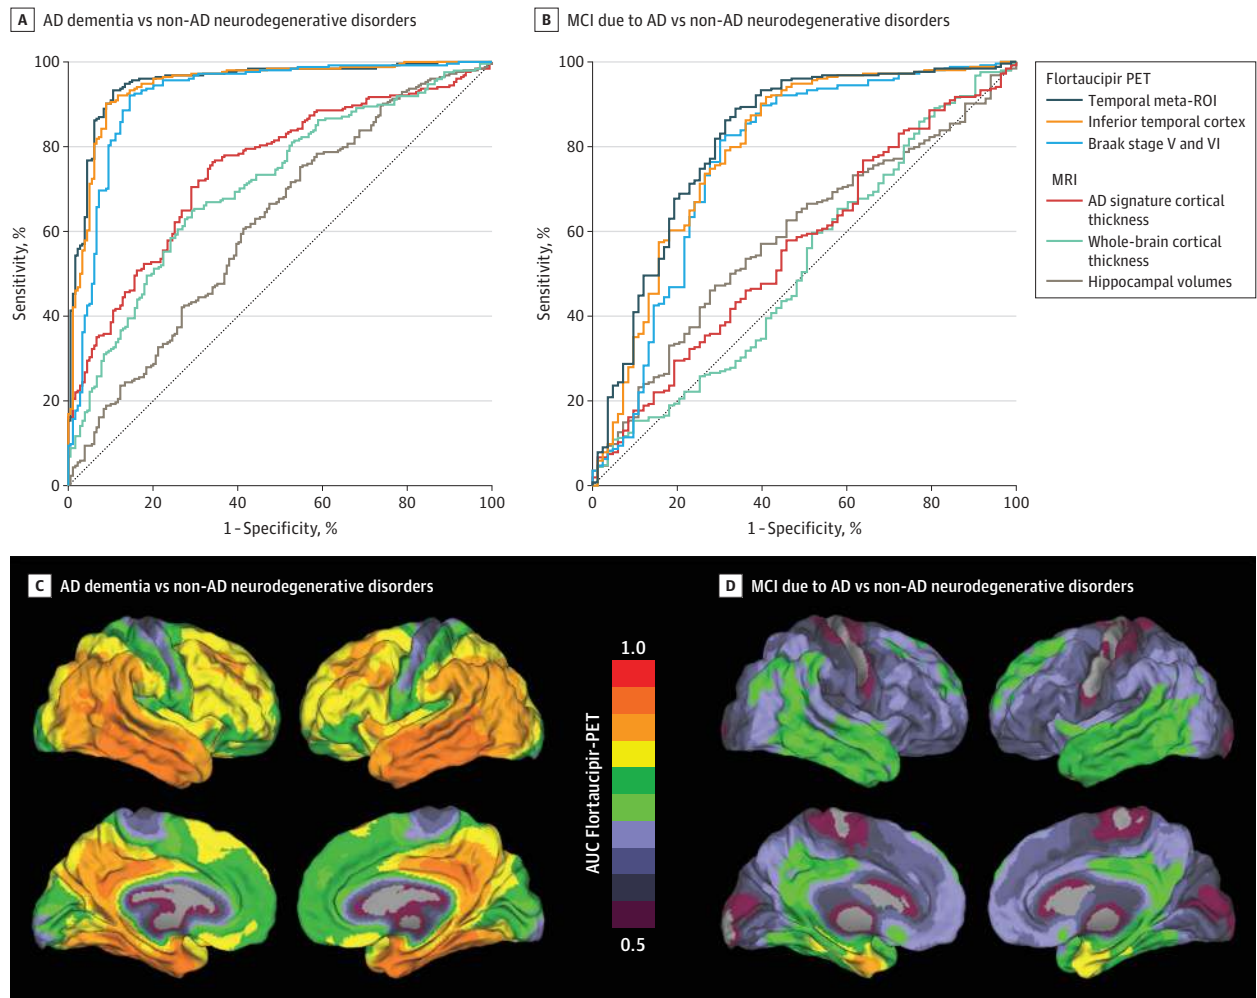 A AD dementia vs non-AD neurodegenerative disorders
100
80
60
40
20
0
Sensitivity, %
0 20 40 60 80 100
1 - Specificity, %
B MCI due to AD vs non-AD neurodegenerative disorders
100
80
60
40
20
0
Sensitivity, %
0 20 40 60 80 100
1 - Specificity, %
Flortaucipir PET
Temporal meta-ROI
Inferior temporal cortex
Braak stage V and VI
MRI
AD signature cortical
thickness
Whole-brain cortical
thickness
Hippocampal volumes
C AD dementia vs non-AD neurodegenerative disorders
1.0
AUC Flortaucipir-PET
0.5
D MCI due to AD vs non-AD neurodegenerative disorders